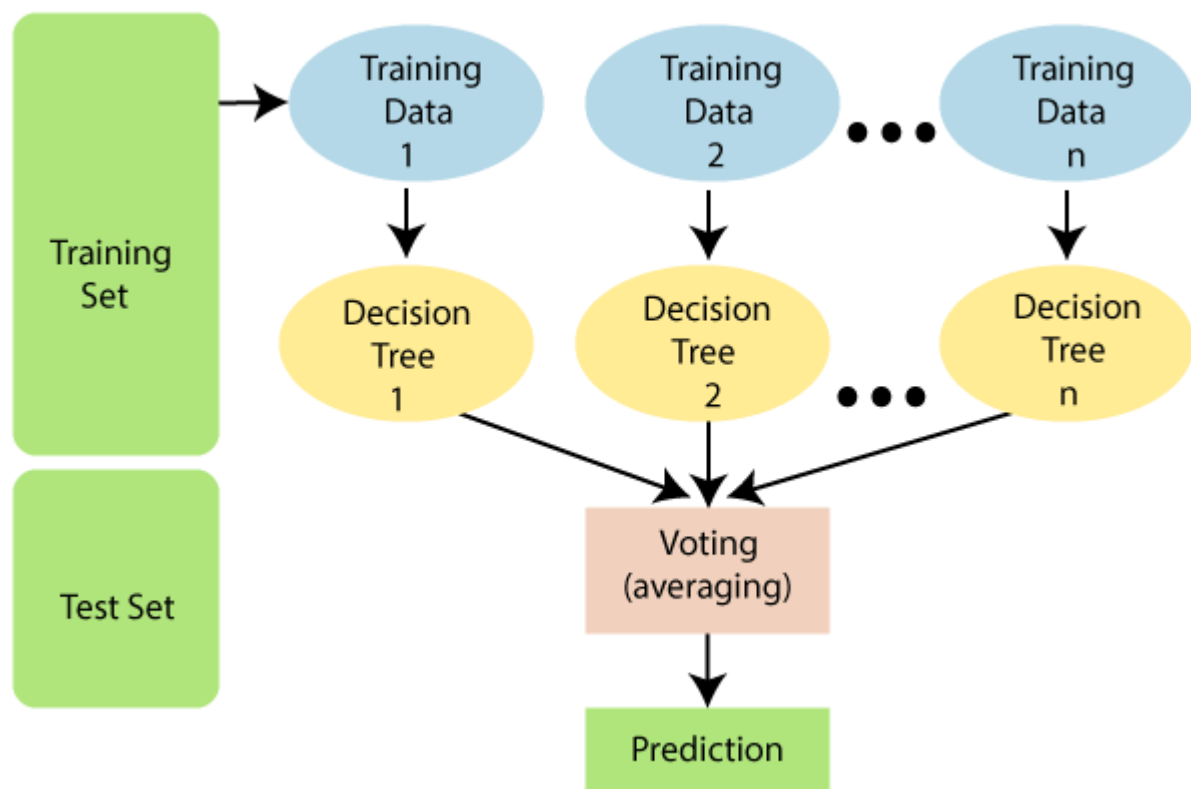 Training
Set
Test Set
Training
Data
1
Training
Data
2
Training
Data
n
Decision
Tree
1
Decision
Tree
2
Decision
Tree
n
Voting
(averaging)
Prediction